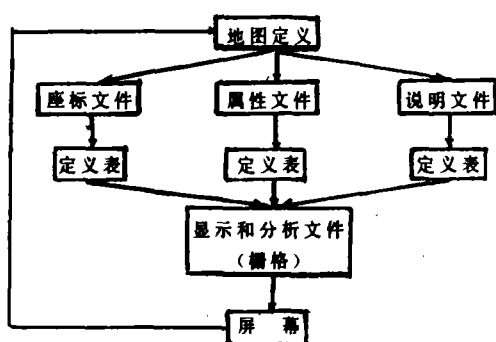 地图定义
座标文件
属性文件
说明文件
定义表
定义表
定义表
显示和分析文件
（栅格）
屏幕